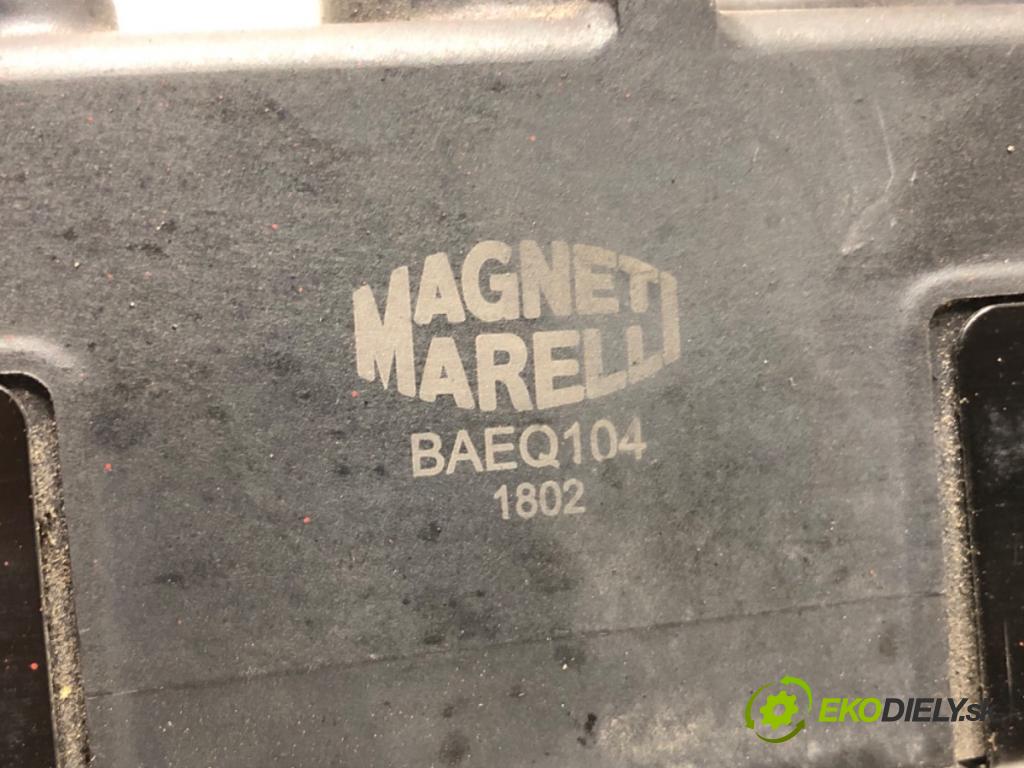 MAGNETI
MARELLI
BAEQ104
1802
EKODIELY.sk